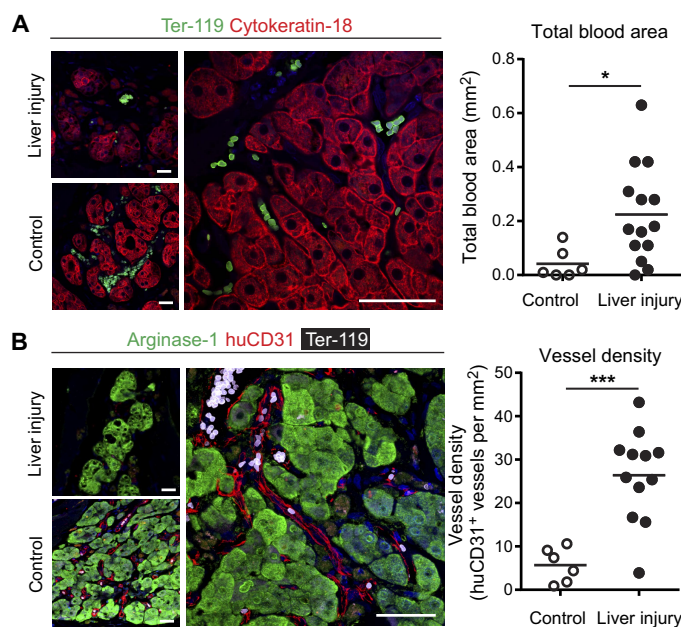 A
Ter-119 Cytokeratin-18
Liver injury
Control
Total blood area
Total blood area (mm²)
0.8
0.6
0.4
0.2
0.0
*
Control Liver injury
B
Arginase-1 huCD31 Ter-119
Liver injury
Control
Vessel density
Vessel density
(huCD31⁺ vessels per mm²)
50
40
30
20
10
0
***
Control Liver injury